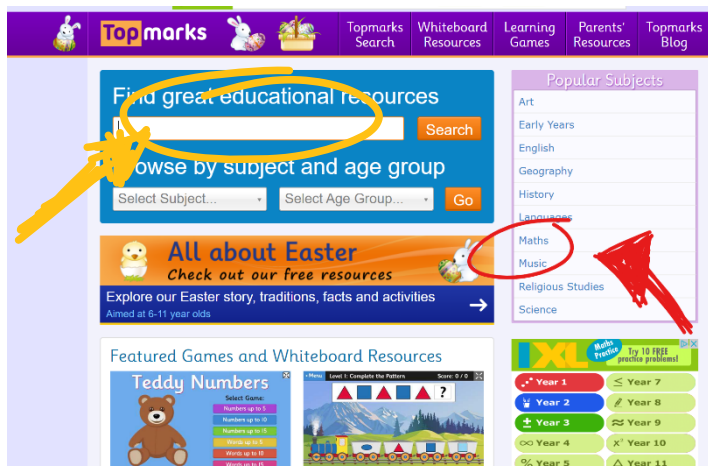 Topmarks
Topmarks Search
Whiteboard Resources
Learning Games
Parents' Resources
Topmarks Blog
Find great educational resources
Search
Browse by subject and age group
Select Subject...
Select Age Group...
Go
All about Easter
Check out our free resources
Explore our Easter story, traditions, facts and activities
Aimed at 6-11 year olds
Popular Subjects
Art
Early Years
English
Geography
History
Languages
Maths
Music
Religious Studies
Science
Featured Games and Whiteboard Resources
Teddy Numbers
Select Game:
Numbers up to 5
Numbers up to 10
Numbers up to 15
Words up to 5
Words up to 10
Words up to 15
Menu
Level 1: Complete the Pattern
Score: 0 / 0
?
IXL
Maths Practice
Try 10 FREE practice problems!
Year 1
≤ Year 7
Year 2
Year 8
± Year 3
≈ Year 9
∞ Year 4
X² Year 10
% Year 5
△ Year 11